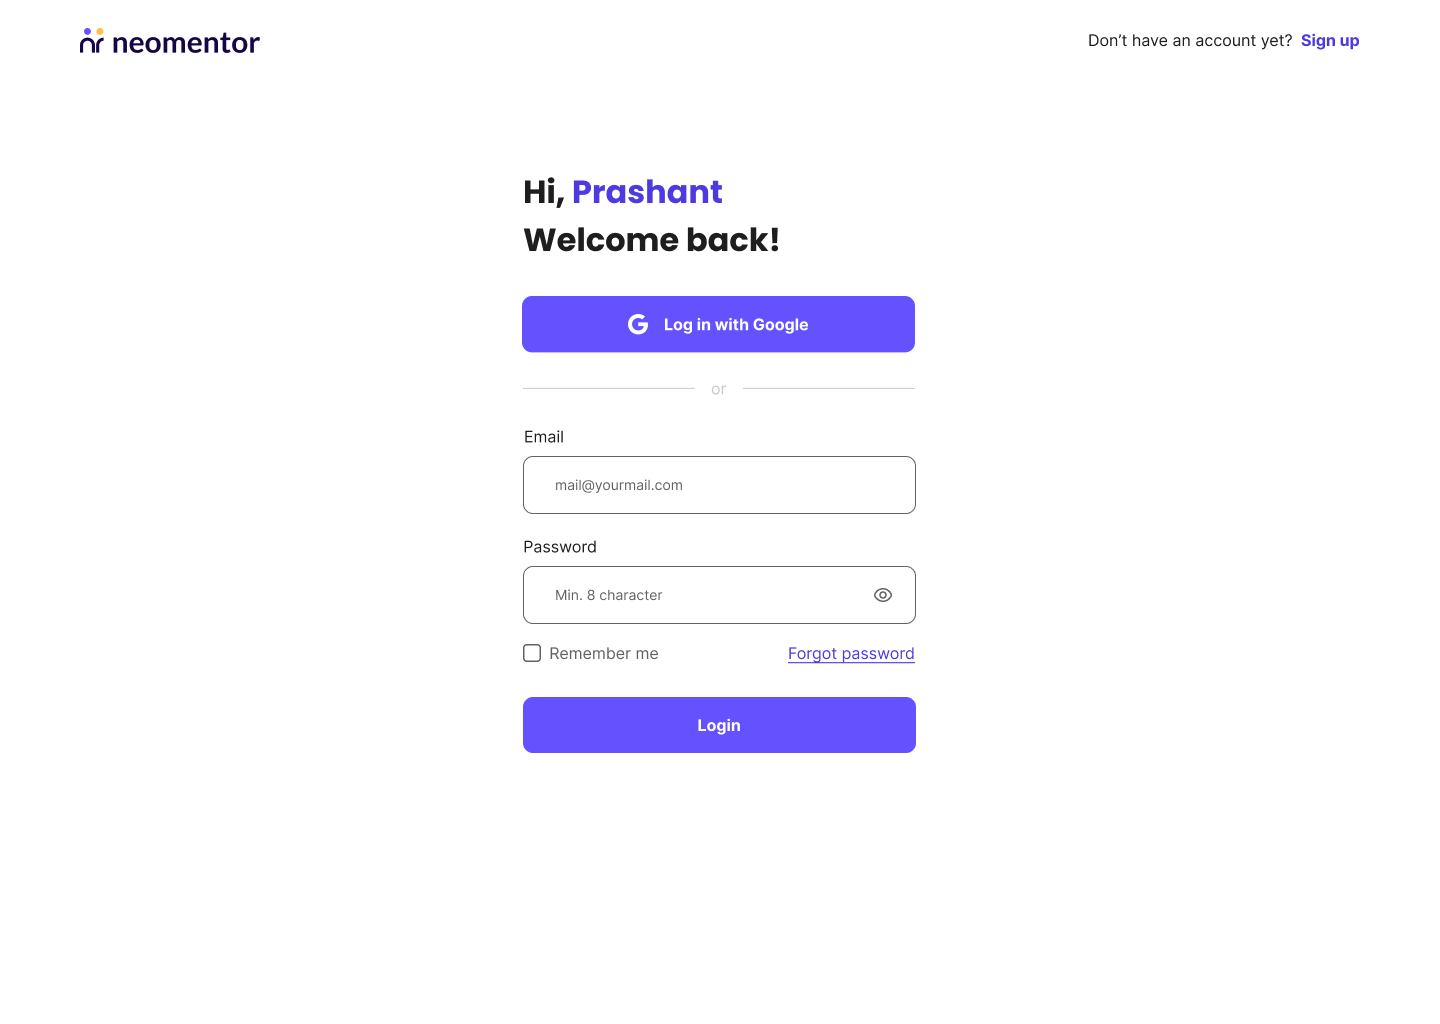 neomentor
Don’t have an account yet? Sign up
Hi, Prashant
Welcome back!
Log in with Google
or
Email
mail@yourmail.com
Password
Min. 8 character
Remember me
Forgot password
Login